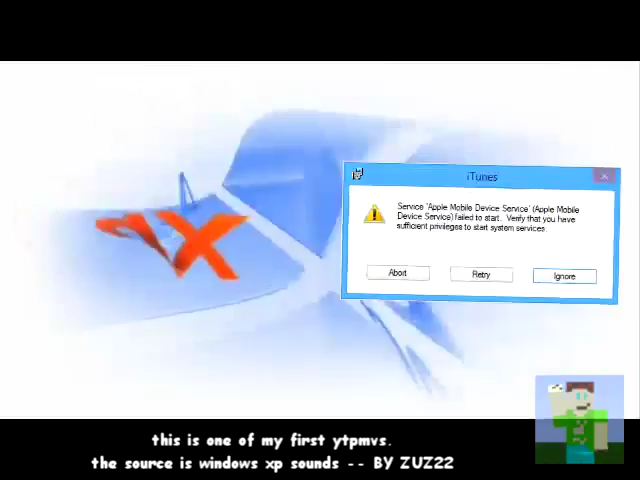 iTunes
Service 'Apple Mobile Device Service' (Apple Mobile
Device Service) failed to start. Verify that you have
sufficient privileges to start system services.
Abort
Retry
Ignore
this is one of my first ytpmvs.
the source is windows xp sounds -- BY ZUZ22